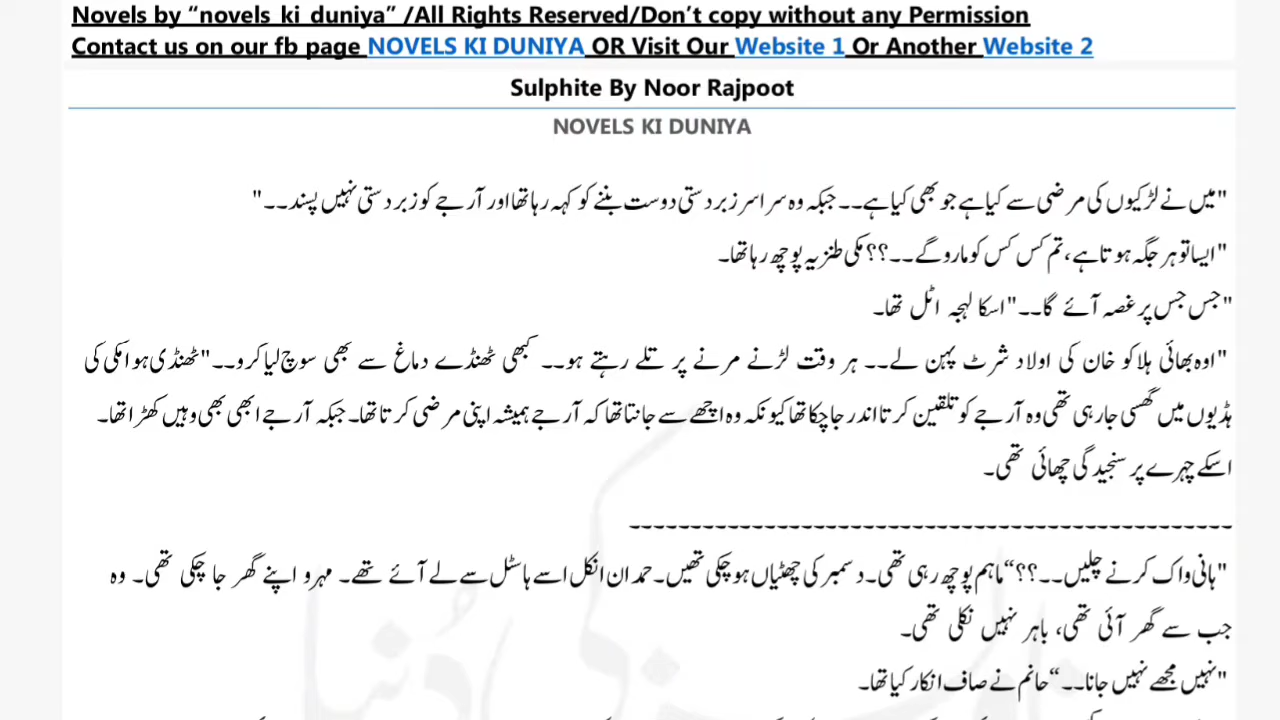 Novels by “novels ki duniya” /All Rights Reserved/Don’t copy without any Permission
Contact us on our fb page NOVELS KI DUNIYA OR Visit Our Website 1 Or Another Website 2
Sulphite By Noor Rajpoot
NOVELS KI DUNIYA
"میں نے لڑکیوں کی مرضی سے کیا ہے جو بھی کیا ہے۔۔ جبکہ وہ سراسر زبردستی دوست بننے کو کہہ رہا تھا اور آرجے کو زبردستی نہیں پسند۔۔"
"ایسا تو ہر جگہ ہوتا ہے، تم کس کس کو مارو گے۔۔؟؟ مکی طنزیہ پوچھ رہا تھا۔
"جس جس پر غصہ آئے گا۔۔"اسکا لہجہ اٹل تھا۔
"اوہ بھائی ہلاکو خان کی اولاد شرٹ پہن لے۔۔ ہر وقت لڑنے مرنے پر تلے رہتے ہو۔۔ کبھی ٹھنڈے دماغ سے بھی سوچ لیا کرو۔۔"ٹھنڈی ہوا مکی کی
ہڈیوں میں گھسی جا رہی تھی وہ آرجے کو تلقین کرتا اندر جاچکا تھا کیونکہ وہ اچھے سے جانتا تھا کہ آرجے ہمیشہ اپنی مرضی کرتا تھا۔ جبکہ آرجے ابھی بھی وہیں کھڑا تھا۔
اسکے چہرے پر سنجیدگی چھائی تھی۔
"ہانی واک کرنے چلیں۔۔؟؟“ماہم پوچھ رہی تھی۔ دسمبر کی چھٹیاں ہوچکی تھیں۔ حمدان انکل اسے ہاسٹل سے لے آئے تھے۔ مہرو اپنے گھر جا چکی تھی۔ وہ
جب سے گھر آئی تھی، باہر نہیں نکلی تھی۔
"نہیں مجھے نہیں جانا۔۔“حانم نے صاف انکار کیا تھا۔